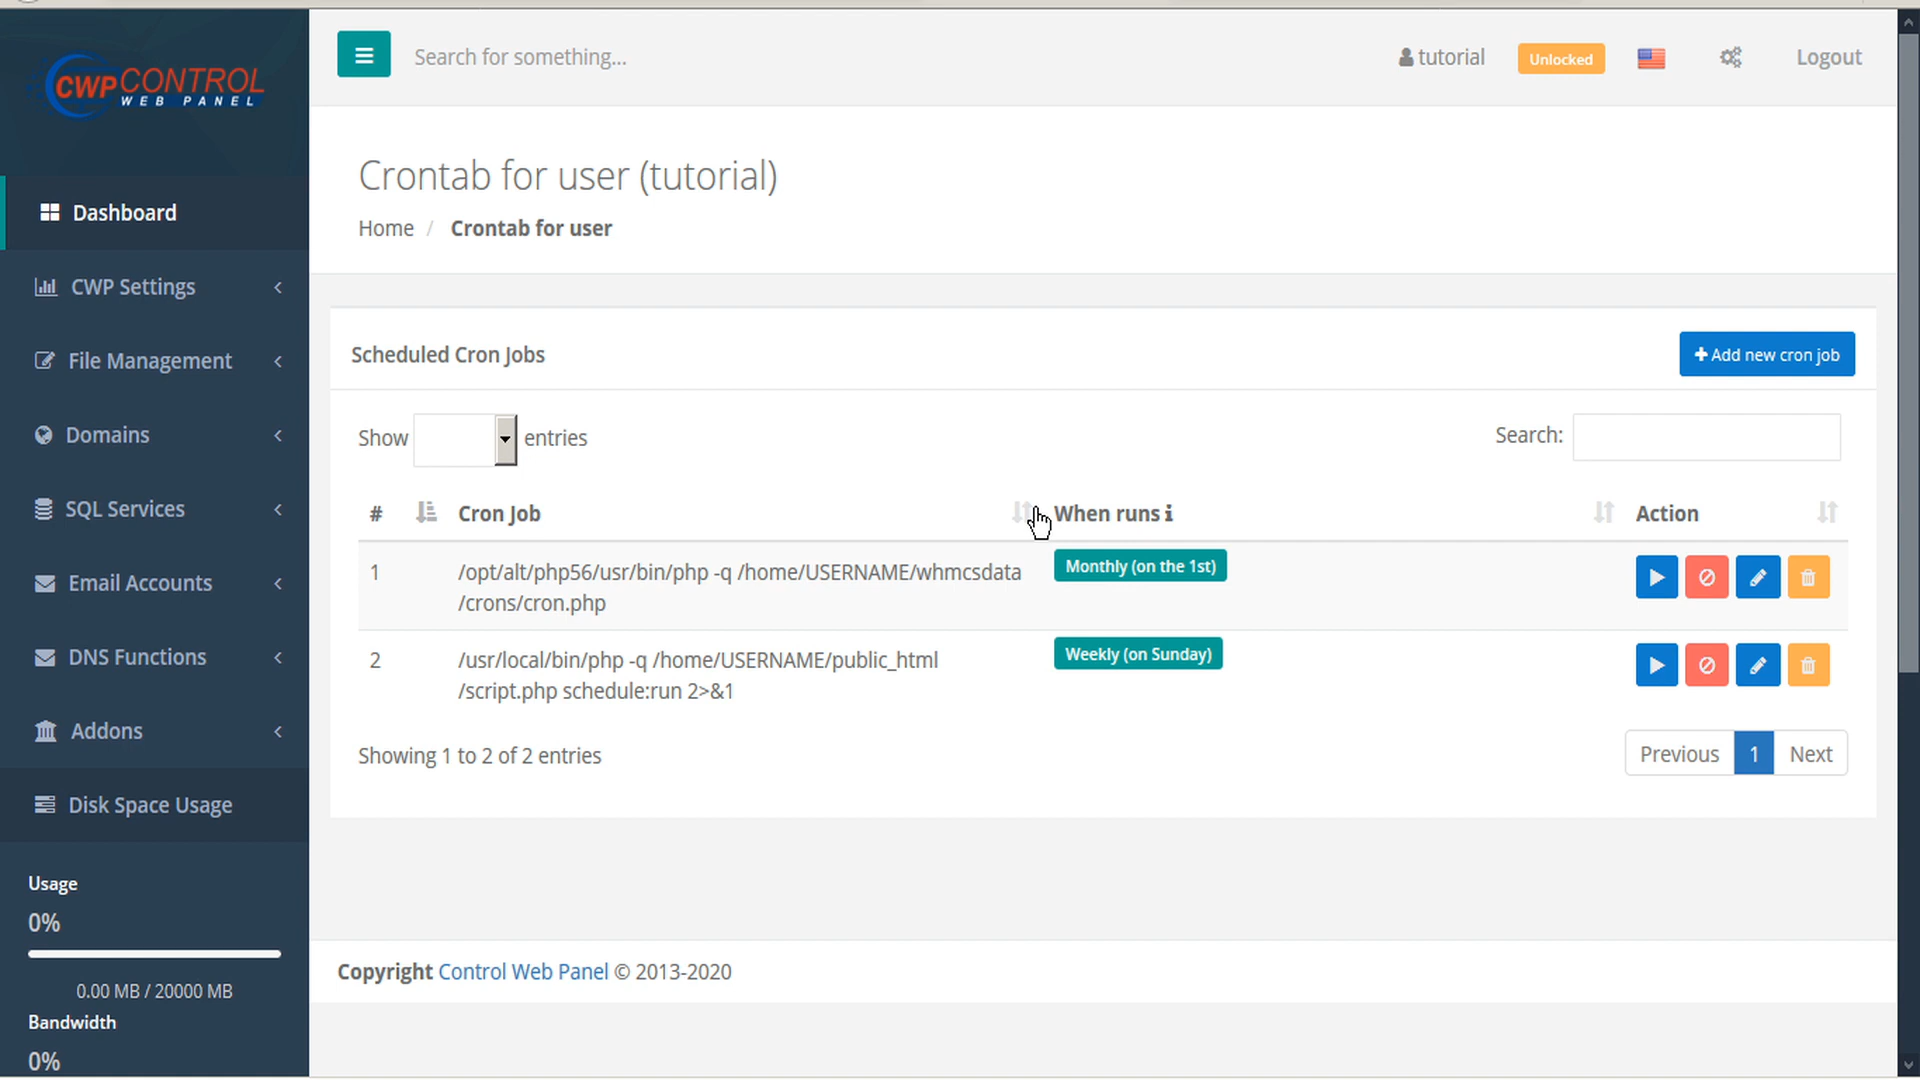 CWP CONTROL
WEB PANEL
Search for something...
tutorial
Unlocked
Logout
Crontab for user (tutorial)
Home / Crontab for user
Dashboard
CWP Settings
File Management
Domains
SQL Services
Email Accounts
DNS Functions
Addons
Disk Space Usage
Usage
0%
0.00 MB / 20000 MB
Bandwidth
0%
Scheduled Cron Jobs
Add new cron job
Show entries
Search:
# Cron Job When runs Action
1 /opt/alt/php56/usr/bin/php -q /home/USERNAME/whmcsdata Monthly (on the 1st)
/crons/cron.php
2 /usr/local/bin/php -q /home/USERNAME/public_html Weekly (on Sunday)
/script.php schedule:run 2>&1
Showing 1 to 2 of 2 entries
Previous 1 Next
Copyright Control Web Panel © 2013-2020